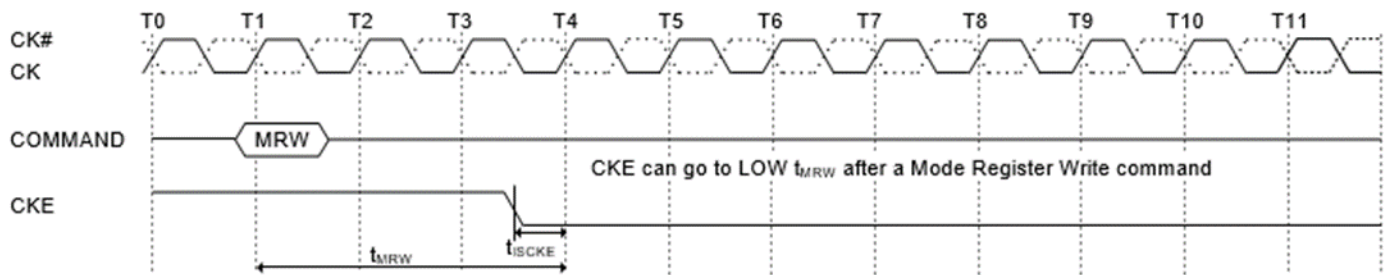 T0 T1 T2 T3 T4 T5 T6 T7 T8 T9 T10 T11
CK#
CK
COMMAND MRW
CKE can go to LOW tMRW after a Mode Register Write command
CKE
tISCKE
tMRW